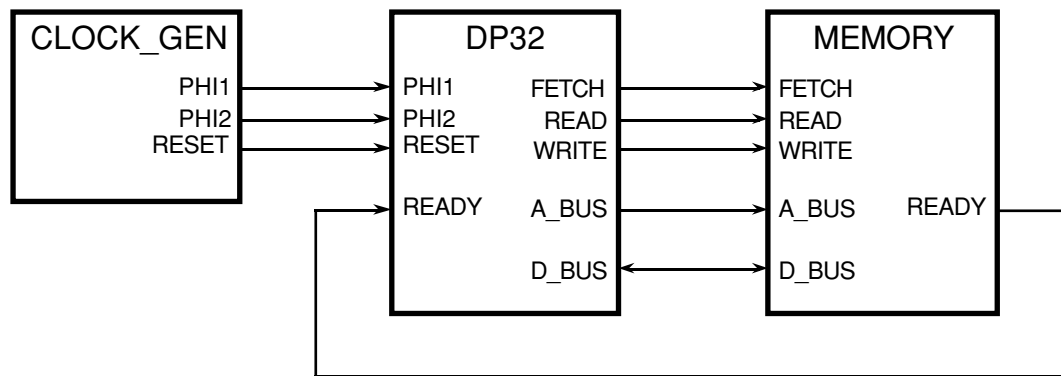 CLOCK_GEN
PHI1
PHI2
RESET
DP32
PHI1
PHI2
RESET
READY
FETCH
READ
WRITE
A_BUS
D_BUS
MEMORY
FETCH
READ
WRITE
A_BUS
D_BUS
READY